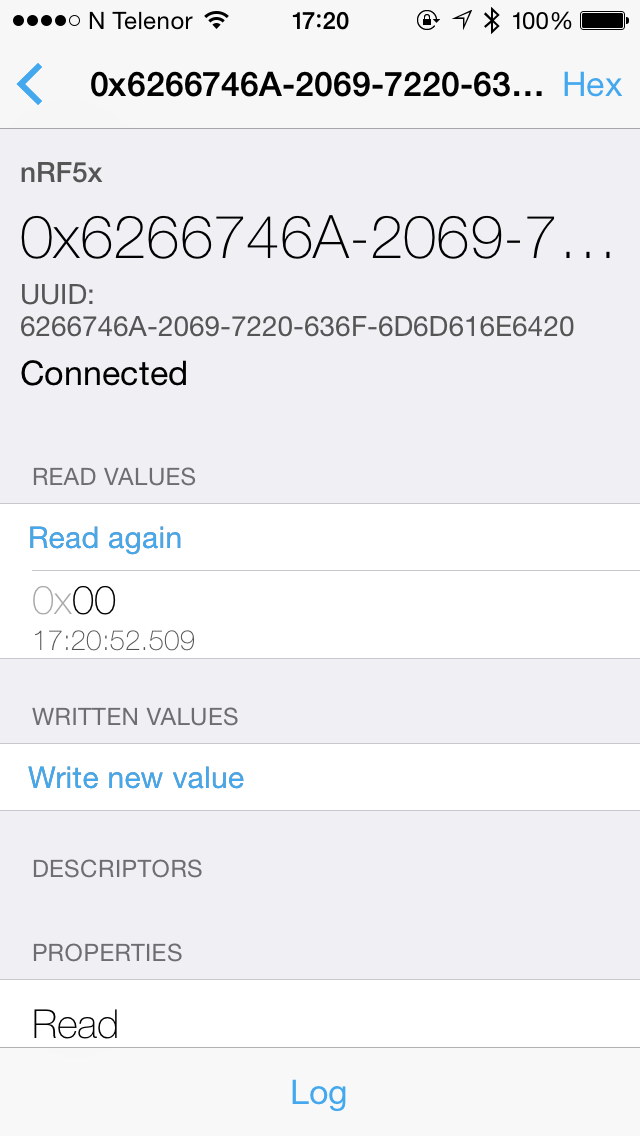 N Telenor 17:20 100%
0x6266746A-2069-7220-63... Hex
nRF5x
0x6266746A-2069-7...
UUID:
6266746A-2069-7220-636F-6D6D616E6420
Connected
READ VALUES
Read again
0x00
17:20:52.509
WRITTEN VALUES
Write new value
DESCRIPTORS
PROPERTIES
Read
Log